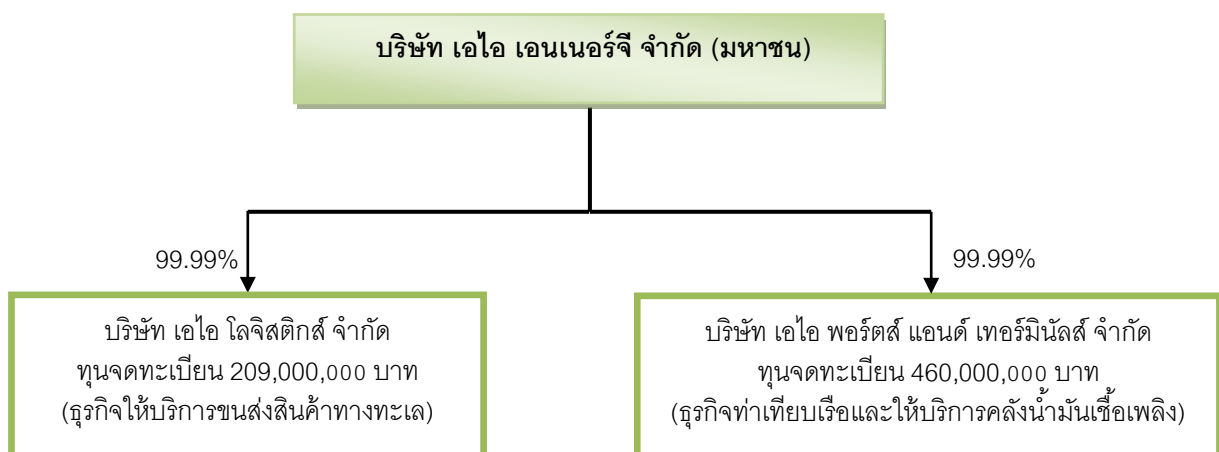 บริษัท เอไอ เอนเนอร์จี จำกัด (มหาชน)
99.99%
99.99%
บริษัท เอไอ โลจิสติกส์ จำกัด
ทุนจดทะเบียน 209,000,000 บาท
(ธุรกิจให้บริการขนส่งสินค้าทางทะเล)
บริษัท เอไอ พอร์ตส์ แอนด์ เทอร์มินัลส์ จำกัด
ทุนจดทะเบียน 460,000,000 บาท
(ธุรกิจท่าเทียบเรือและให้บริการคลังน้ำมันเชื้อเพลิง)